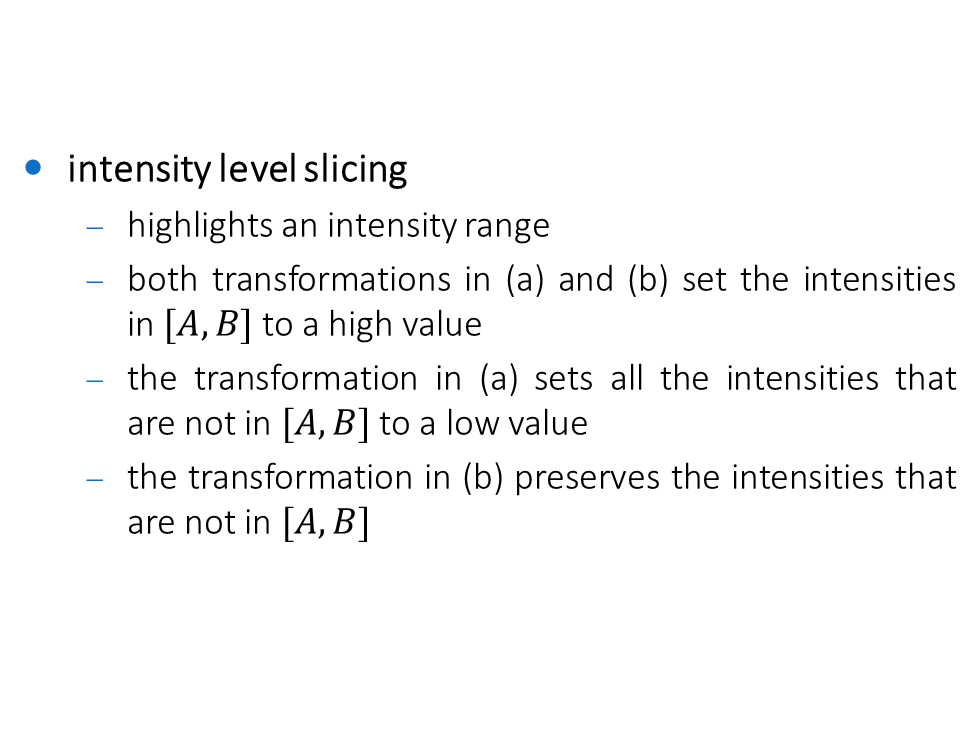 • intensity level slicing
– highlights an intensity range
– both transformations in (a) and (b) set the intensities
in [A, B] to a high value
– the transformation in (a) sets all the intensities that
are not in [A, B] to a low value
– the transformation in (b) preserves the intensities that
are not in [A, B]